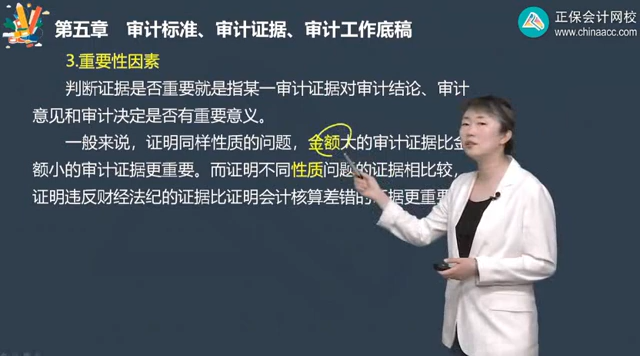 第五章 审计标准、审计证据、审计工作底稿
正保会计网校
www.chinaacc.com
3.重要性因素
判断证据是否重要就是指某一审计证据对审计结论、审计
意见和审计决定是否有重要意义。
一般来说，证明同样性质的问题，金额大的审计证据比金
额小的审计证据更重要。而证明不同性质问题的证据相比较，
证明违反财经法纪的证据比证明会计核算差错的证据更重要